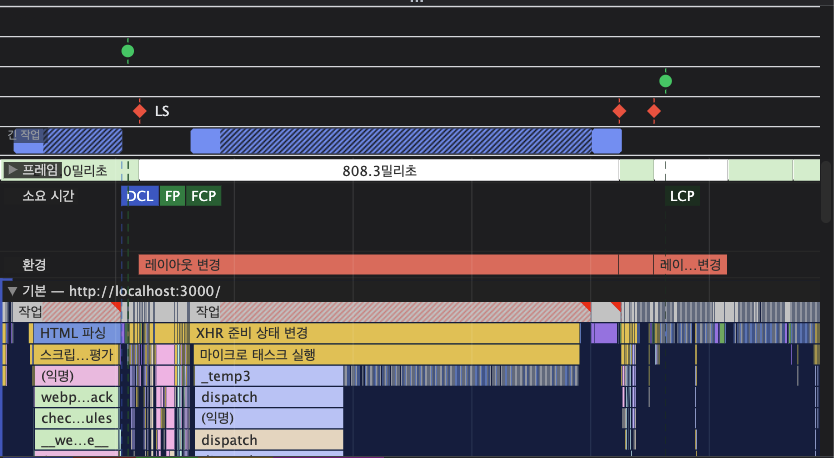 LS
긴 작업
프레임 0밀리초 808.3밀리초
소요 시간 DCL FP FCP LCP
환경 레이아웃 변경 레이...변경
기본 — http://localhost:3000/
작업 작업
HTML 파싱 XHR 준비 상태 변경
스크립...평가 마이크로 태스크 실행
(익명) _temp3
webp...ack dispatch
chec...ules (익명)
__we...e__ dispatch